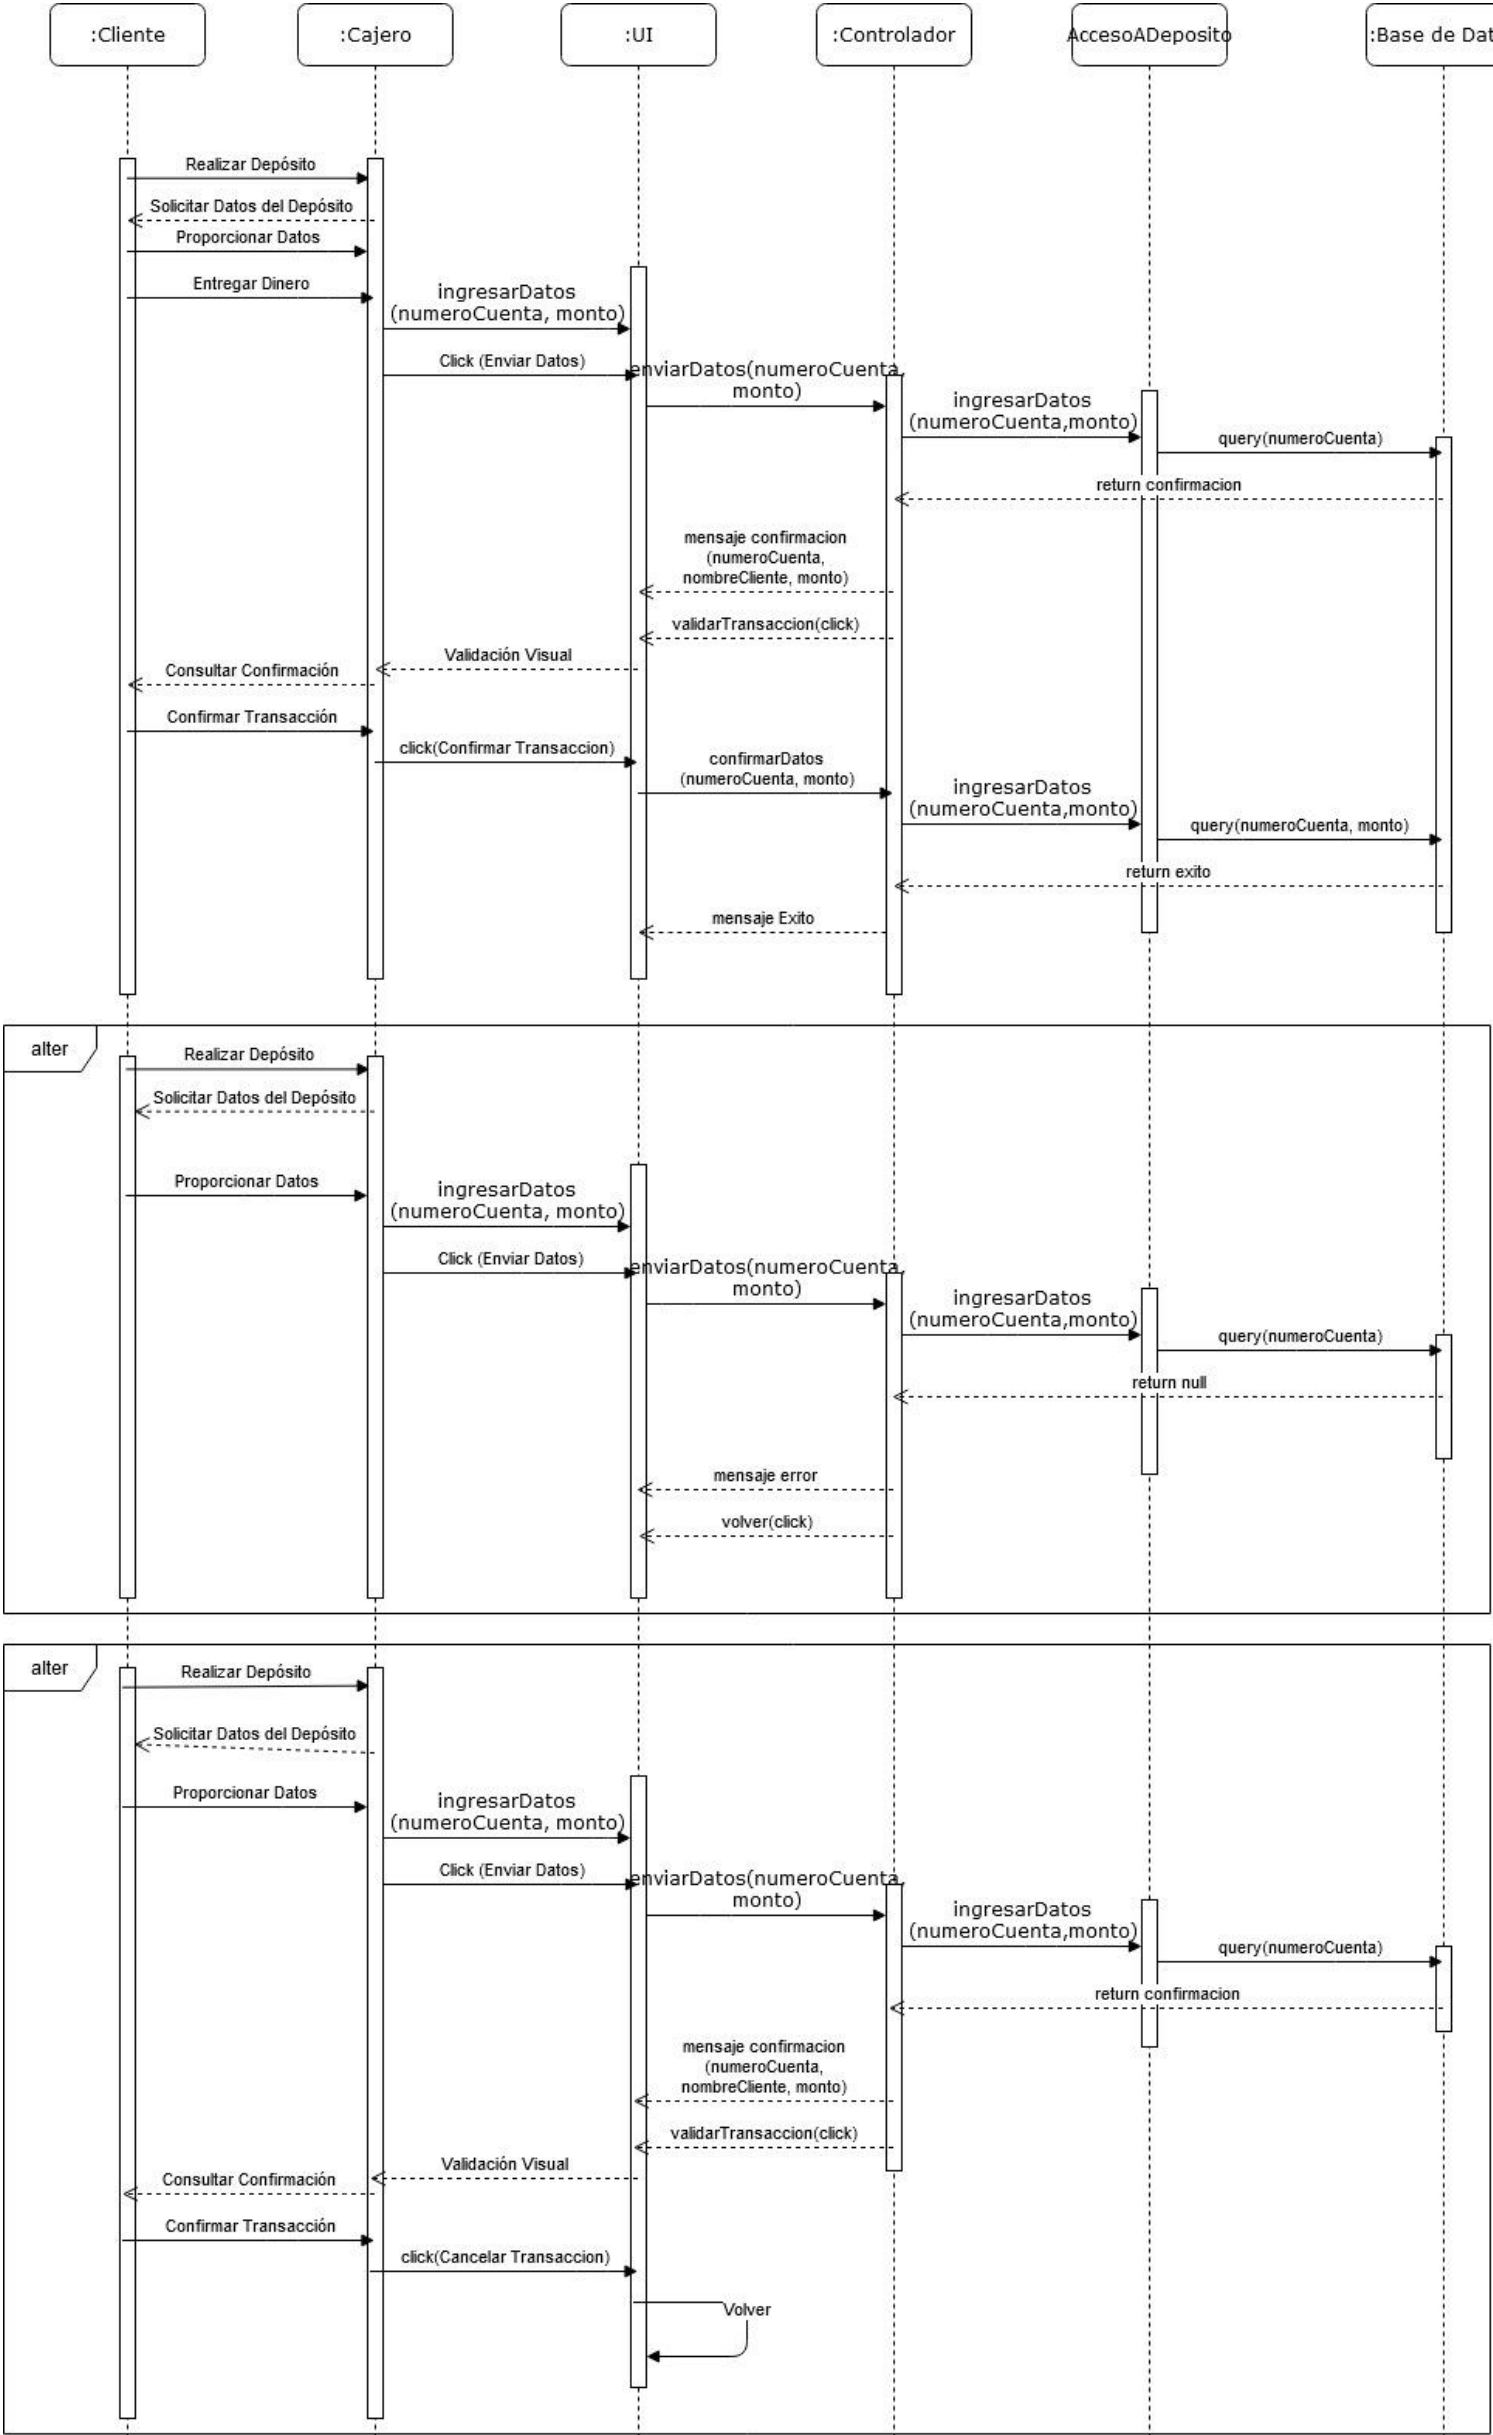 :Cliente
:Cajero
:UI
:Controlador
AccesoADeposito
:Base de Dat
Realizar Depósito
Solicitar Datos del Depósito
Proporcionar Datos
Entregar Dinero
ingresarDatos
(numeroCuenta, monto)
Click (Enviar Datos)
enviarDatos(numeroCuenta,
monto)
ingresarDatos
(numeroCuenta,monto)
query(numeroCuenta)
return confirmacion
mensaje confirmacion
(numeroCuenta,
nombreCliente, monto)
validarTransaccion(click)
Validación Visual
Consultar Confirmación
Confirmar Transacción
click(Confirmar Transaccion)
confirmarDatos
(numeroCuenta, monto)
ingresarDatos
(numeroCuenta,monto)
query(numeroCuenta, monto)
return exito
mensaje Exito
alter
Realizar Depósito
Solicitar Datos del Depósito
Proporcionar Datos
ingresarDatos
(numeroCuenta, monto)
Click (Enviar Datos)
enviarDatos(numeroCuenta,
monto)
ingresarDatos
(numeroCuenta,monto)
query(numeroCuenta)
return null
mensaje error
volver(click)
alter
Realizar Depósito
Solicitar Datos del Depósito
Proporcionar Datos
ingresarDatos
(numeroCuenta, monto)
Click (Enviar Datos)
enviarDatos(numeroCuenta,
monto)
ingresarDatos
(numeroCuenta,monto)
query(numeroCuenta)
return confirmacion
mensaje confirmacion
(numeroCuenta,
nombreCliente, monto)
validarTransaccion(click)
Validación Visual
Consultar Confirmación
Confirmar Transacción
click(Cancelar Transaccion)
Volver